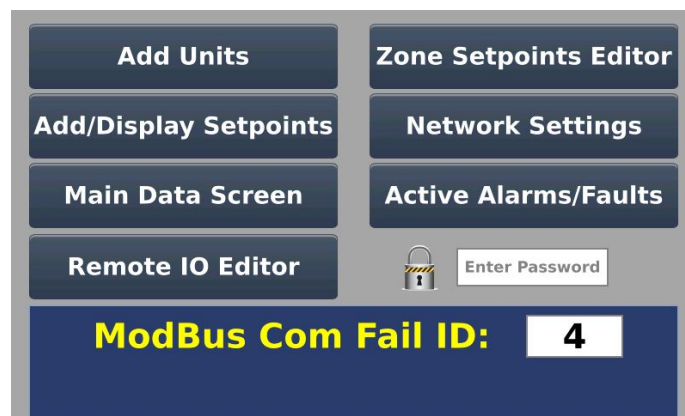 Add Units
Zone Setpoints Editor
Add/Display Setpoints
Network Settings
Main Data Screen
Active Alarms/Faults
Remote IO Editor
Enter Password
ModBus Com Fail ID: 4